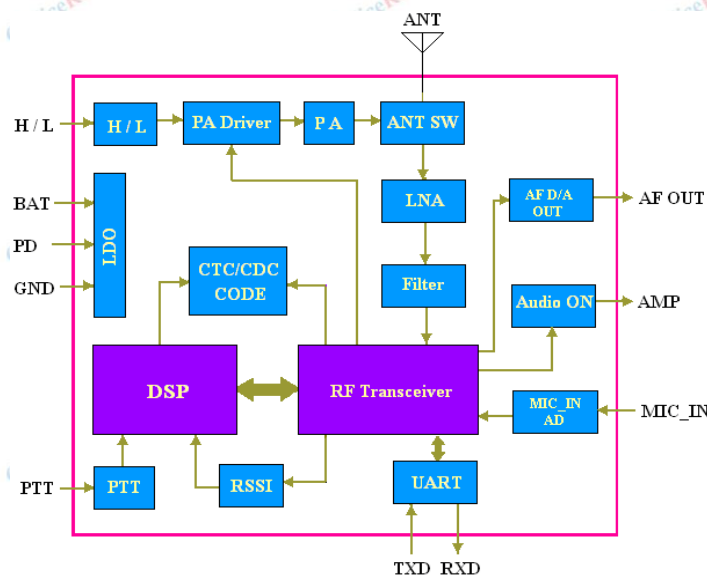 ANT
H / L
H / L
PA Driver
P A
ANT SW
LNA
AF D/A
OUT
AF OUT
BAT
PD
GND
LDO
CTC/CDC
CODE
Filter
Audio ON
AMP
DSP
RF Transceiver
MIC_IN
AD
MIC_IN
PTT
PTT
RSSI
UART
TXD RXD